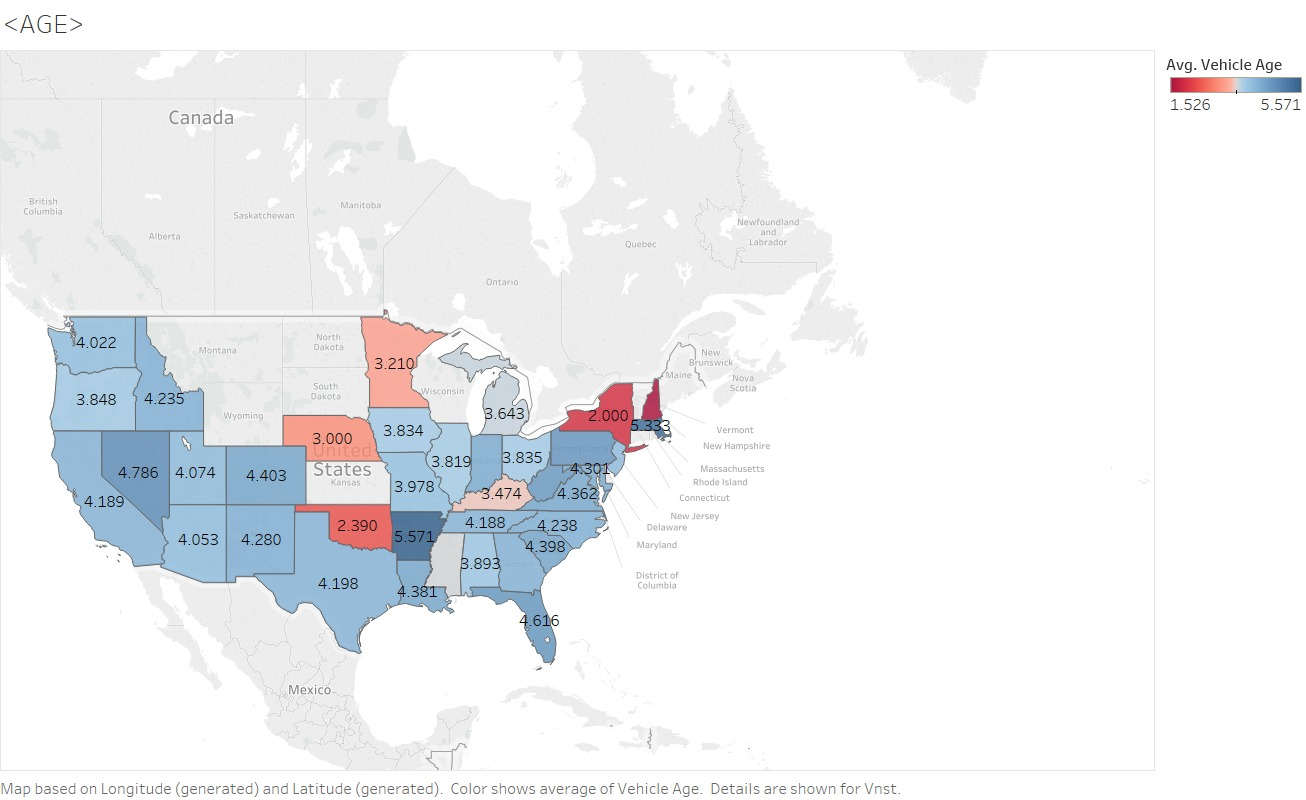 <AGE>
Avg. Vehicle Age
1.526 5.571
Canada
British
Columbia
Alberta
Saskatchewan
Manitoba
Ontario
Quebec
Newfoundland
and
Labrador
New
Brunswick
Nova
Scotia
Maine
Montana
North
Dakota
South
Dakota
Wyoming
Wisconsin
United
States
Kansas
4.022
3.848
4.235
3.210
3.643
2.000
5.333
3.000
3.834
3.819
3.835
4.301
4.786
4.074
4.403
3.978
3.474
4.362
4.189
4.053
4.280
2.390
5.571
4.188
4.238
4.398
4.198
4.381
3.893
4.616
Vermont
New Hampshire
Massachusetts
Rhode Island
Connecticut
New Jersey
Delaware
Maryland
District of
Columbia
Mexico
Map based on Longitude (generated) and Latitude (generated).  Color shows average of Vehicle Age.  Details are shown for Vnst.